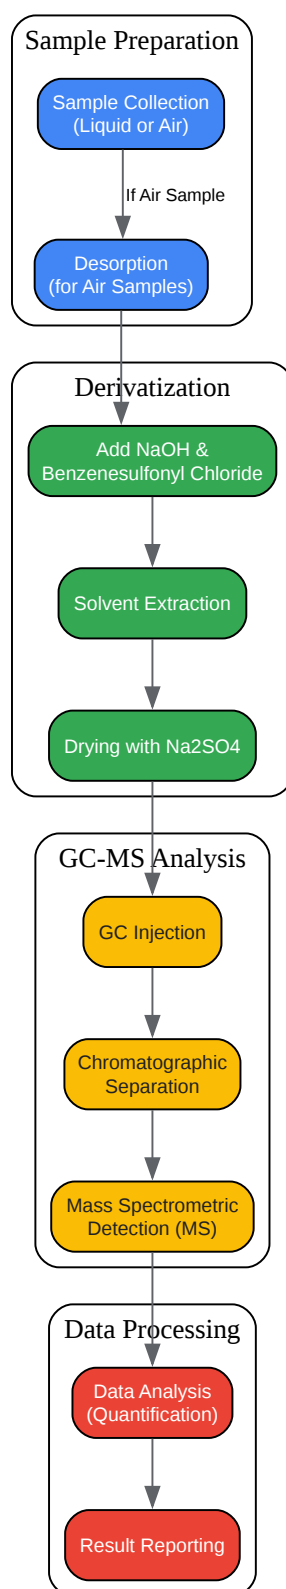 Sample Preparation
Sample Collection
(Liquid or Air)
If Air Sample
Desorption
(for Air Samples)
Derivatization
Add NaOH &
Benzenesulfonyl Chloride
Solvent Extraction
Drying with Na2SO4
GC-MS Analysis
GC Injection
Chromatographic
Separation
Mass Spectrometric
Detection (MS)
Data Processing
Data Analysis
(Quantification)
Result Reporting